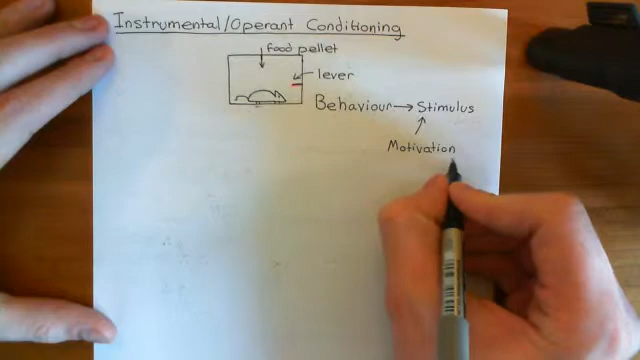 Instrumental/Operant Conditioning
food pellet
lever
Behaviour → Stimulus
Motivation